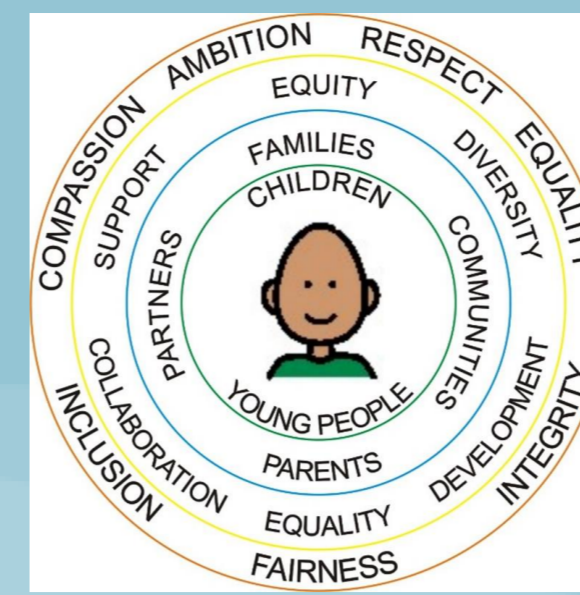 COMPASSION AMBITION RESPECT EQUALITY
INTEGRITY
FAIRNESS
INCLUSION
SUPPORT
EQUITY
DIVERSITY
DEVELOPMENT
EQUALITY
COLLABORATION
PARTNERS
FAMILIES
COMMUNITIES
PARENTS
CHILDREN
YOUNG PEOPLE